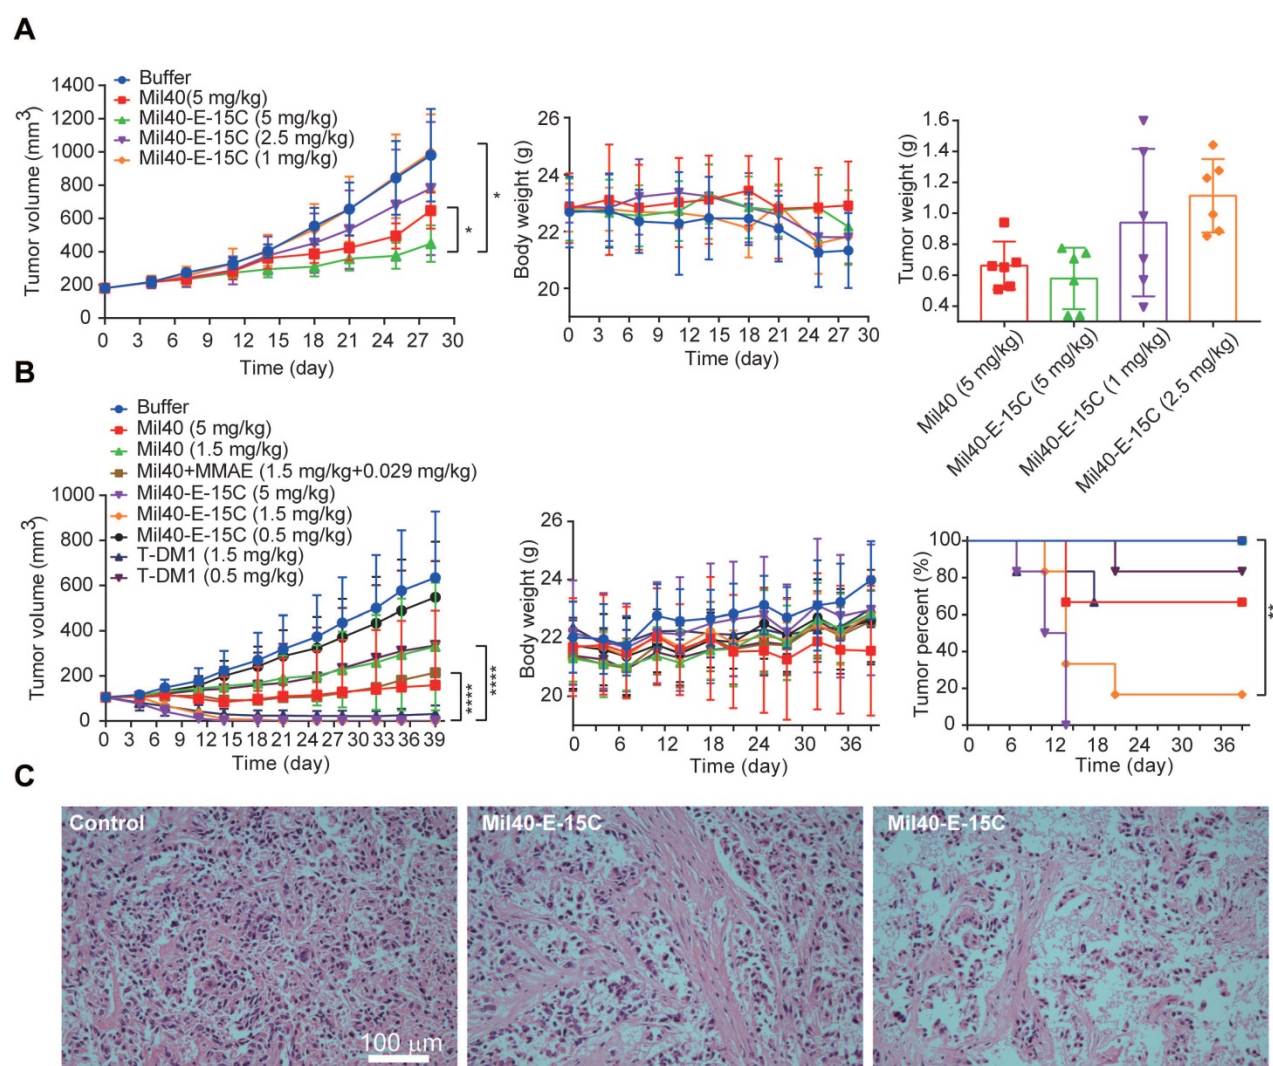 A
Tumor volume (mm3)
1400
1200
1000
800
600
400
200
0
Buffer
Mil40(5 mg/kg)
Mil40-E-15C (5 mg/kg)
Mil40-E-15C (2.5 mg/kg)
Mil40-E-15C (1 mg/kg)
*
*
0 3 6 9 12 15 18 21 24 27 30
Time (day)
Body weight (g)
26
24
22
20
0 3 6 9 12 15 18 21 24 27 30
Time (day)
Tumor weight (g)
1.6
1.4
1.2
1.0
0.8
0.6
0.4
Mil40 (5 mg/kg)
Mil40-E-15C (5 mg/kg)
Mil40-E-15C (1 mg/kg)
Mil40-E-15C (2.5 mg/kg)
B
Buffer
Mil40 (5 mg/kg)
Mil40 (1.5 mg/kg)
Mil40+MMAE (1.5 mg/kg+0.029 mg/kg)
Mil40-E-15C (5 mg/kg)
Mil40-E-15C (1.5 mg/kg)
Mil40-E-15C (0.5 mg/kg)
T-DM1 (1.5 mg/kg)
T-DM1 (0.5 mg/kg)
Tumor volume (mm3)
1000
800
600
400
200
0
****
****
0 3 6 9 12 15 18 21 24 27 30 33 36 39
Time (day)
Body weight (g)
26
24
22
20
0 6 12 18 24 30 36
Time (day)
Tumor percent (%)
100
80
60
40
20
0
**
0 6 12 18 24 30 36
Time (day)
C
Control
Mil40-E-15C
Mil40-E-15C
100 μm